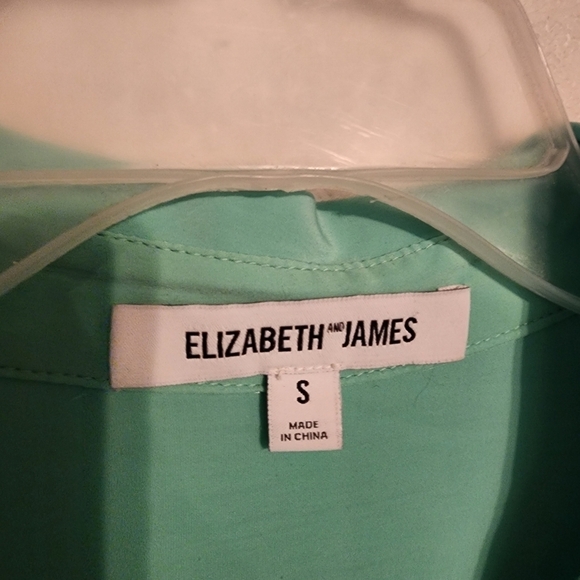 ELIZABETH AND JAMES
S
MADE
IN CHINA